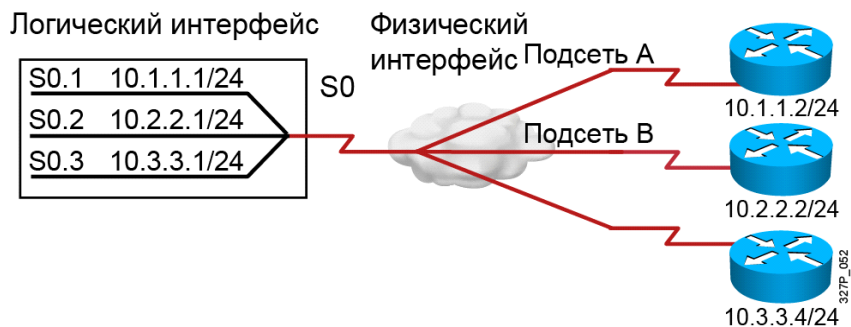 Логический интерфейс
Физический
интерфейс
Подсеть A
S0.1 10.1.1.1/24
S0
S0.2 10.2.2.1/24
S0.3 10.3.3.1/24
10.1.1.2/24
Подсеть B
10.2.2.2/24
10.3.3.4/24
327P_052